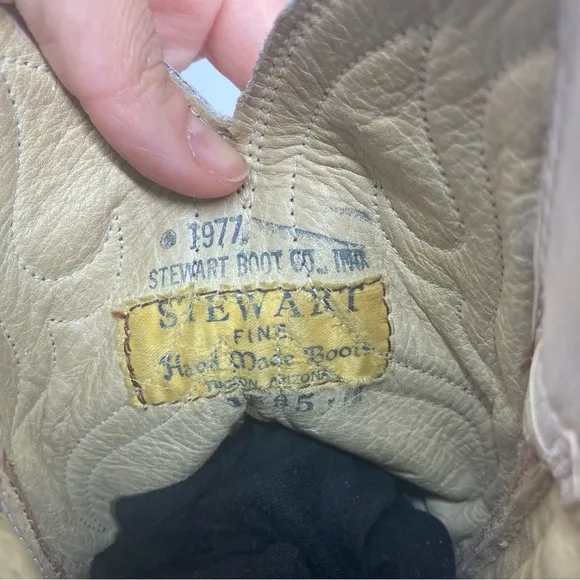 © 1977.
STEWART BOOT CO., INC.
STEWART
FINE
Hand Made Boots
TUCSON, ARIZONA